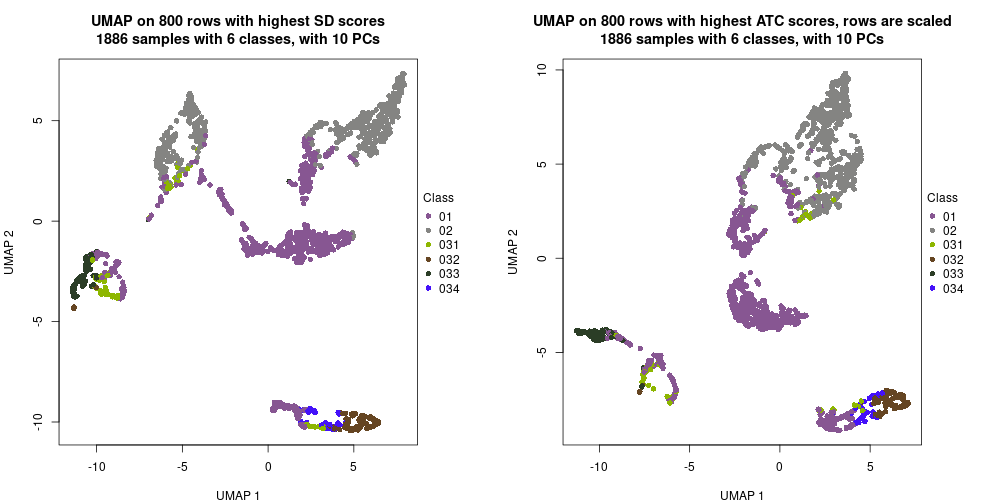 UMAP on 800 rows with highest SD scores
1886 samples with 6 classes, with 10 PCs
5
0
-5
-10
UMAP 2
-10
-5
0
5
UMAP 1
Class
01
02
031
032
033
034
UMAP on 800 rows with highest ATC scores, rows are scaled
1886 samples with 6 classes, with 10 PCs
10
5
0
-5
UMAP 2
-10
-5
0
5
UMAP 1
Class
01
02
031
032
033
034